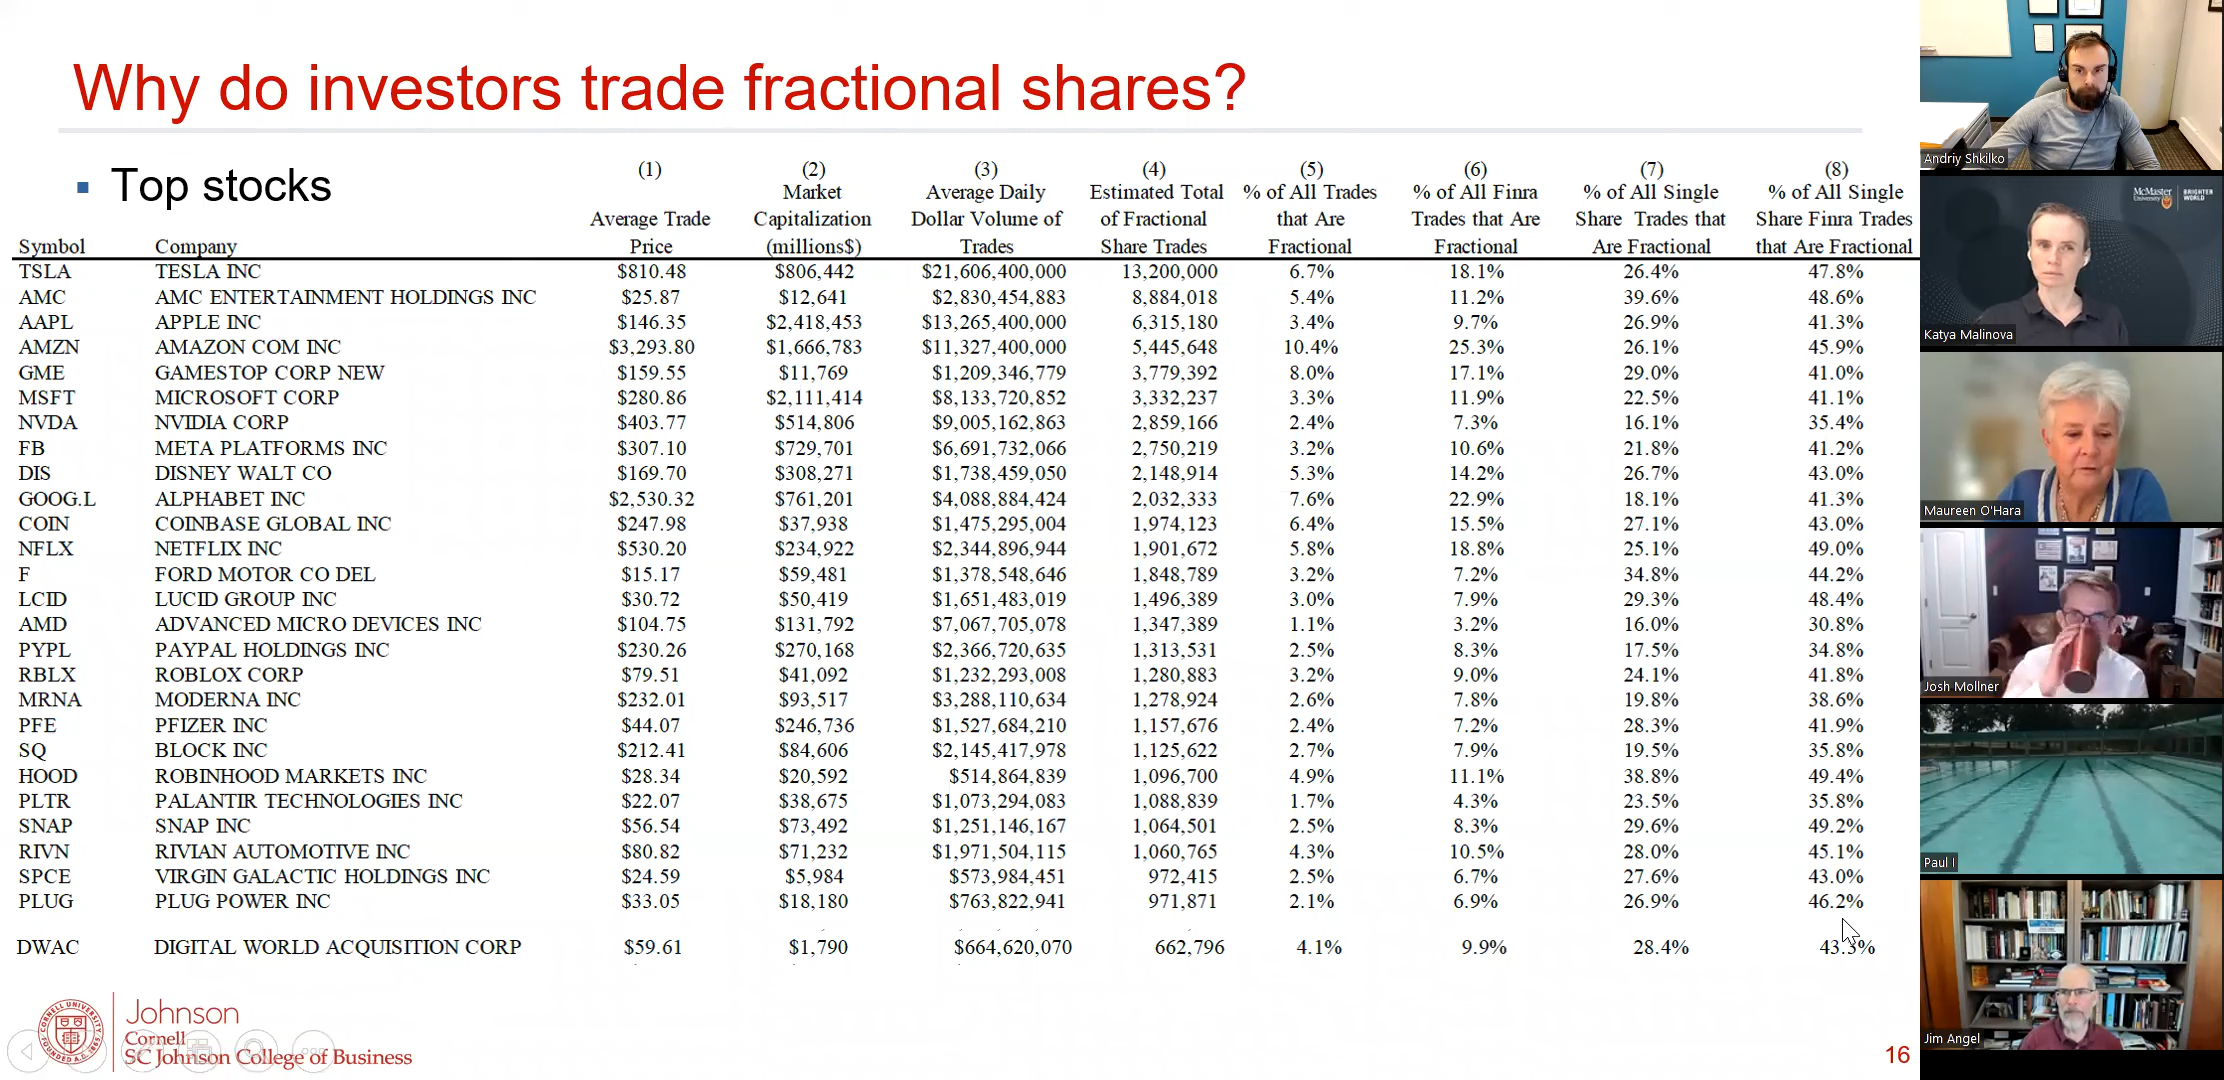 Why do investors trade fractional shares?
▪ Top stocks
(1) (2) (3) (4) (5) (6) (7) (8)
Market Average Daily Estimated Total % of All Trades % of All Finra % of All Single % of All Single
Average Trade Capitalization Dollar Volume of of Fractional that Are Trades that Are Share Trades that Share Finra Trades
Symbol Company Price (millions$) Trades Share Trades Fractional Fractional Are Fractional that Are Fractional
TSLA TESLA INC $810.48 $806,442 $21,606,400,000 13,200,000 6.7% 18.1% 26.4% 47.8%
AMC AMC ENTERTAINMENT HOLDINGS INC $25.87 $12,641 $2,830,454,883 8,884,018 5.4% 11.2% 39.6% 48.6%
AAPL APPLE INC $146.35 $2,418,453 $13,265,400,000 6,315,180 3.4% 9.7% 26.9% 41.3%
AMZN AMAZON COM INC $3,293.80 $1,666,783 $11,327,400,000 5,445,648 10.4% 25.3% 26.1% 45.9%
GME GAMESTOP CORP NEW $159.55 $11,769 $1,209,346,779 3,779,392 8.0% 17.1% 29.0% 41.0%
MSFT MICROSOFT CORP $280.86 $2,111,414 $8,133,720,852 3,332,237 3.3% 11.9% 22.5% 41.1%
NVDA NVIDIA CORP $403.77 $514,806 $9,005,162,863 2,859,166 2.4% 7.3% 16.1% 35.4%
FB META PLATFORMS INC $307.10 $729,701 $6,691,732,066 2,750,219 3.2% 10.6% 21.8% 41.2%
DIS DISNEY WALT CO $169.70 $308,271 $1,738,459,050 2,148,914 5.3% 14.2% 26.7% 43.0%
GOOG.L ALPHABET INC $2,530.32 $761,201 $4,088,884,424 2,032,333 7.6% 22.9% 18.1% 41.3%
COIN COINBASE GLOBAL INC $247.98 $37,938 $1,475,295,004 1,974,123 6.4% 15.5% 27.1% 43.0%
NFLX NETFLIX INC $530.20 $234,922 $2,344,896,944 1,901,672 5.8% 18.8% 25.1% 49.0%
F FORD MOTOR CO DEL $15.17 $59,481 $1,378,548,646 1,848,789 3.2% 7.2% 34.8% 44.2%
LCID LUCID GROUP INC $30.72 $50,419 $1,651,483,019 1,496,389 3.0% 7.9% 29.3% 48.4%
AMD ADVANCED MICRO DEVICES INC $104.75 $131,792 $7,067,705,078 1,347,389 1.1% 3.2% 16.0% 30.8%
PYPL PAYPAL HOLDINGS INC $230.26 $270,168 $2,366,720,635 1,313,531 2.5% 8.3% 17.5% 34.8%
RBLX ROBLOX CORP $79.51 $41,092 $1,232,293,008 1,280,883 3.2% 9.0% 24.1% 41.8%
MRNA MODERNA INC $232.01 $93,517 $3,288,110,634 1,278,924 2.6% 7.8% 19.8% 38.6%
PFE PFIZER INC $44.07 $246,736 $1,527,684,210 1,157,676 2.4% 7.2% 28.3% 41.9%
SQ BLOCK INC $212.41 $84,606 $2,145,417,978 1,125,622 2.7% 7.9% 19.5% 35.8%
HOOD ROBINHOOD MARKETS INC $28.34 $20,592 $514,864,839 1,096,700 4.9% 11.1% 38.8% 49.4%
PLTR PALANTIR TECHNOLOGIES INC $22.07 $38,675 $1,073,294,083 1,088,839 1.7% 4.3% 23.5% 35.8%
SNAP SNAP INC $56.54 $73,492 $1,251,146,167 1,064,501 2.5% 8.3% 29.6% 49.2%
RIVN RIVIAN AUTOMOTIVE INC $80.82 $71,232 $1,971,504,115 1,060,765 4.3% 10.5% 28.0% 45.1%
SPCE VIRGIN GALACTIC HOLDINGS INC $24.59 $5,984 $573,984,451 972,415 2.5% 6.7% 27.6% 43.0%
PLUG PLUG POWER INC $33.05 $18,180 $763,822,941 971,871 2.1% 6.9% 26.9% 46.2%
DWAC DIGITAL WORLD ACQUISITION CORP $59.61 $1,790 $664,620,070 662,796 4.1% 9.9% 28.4%
Johnson
Cornell
SC Johnson College of Business
16
Andriy Shkilko
McMaster University
BRIGHTER WORLD
Katya Malinova
Maureen O'Hara
Josh Mollner
Paul I
Jim Angel